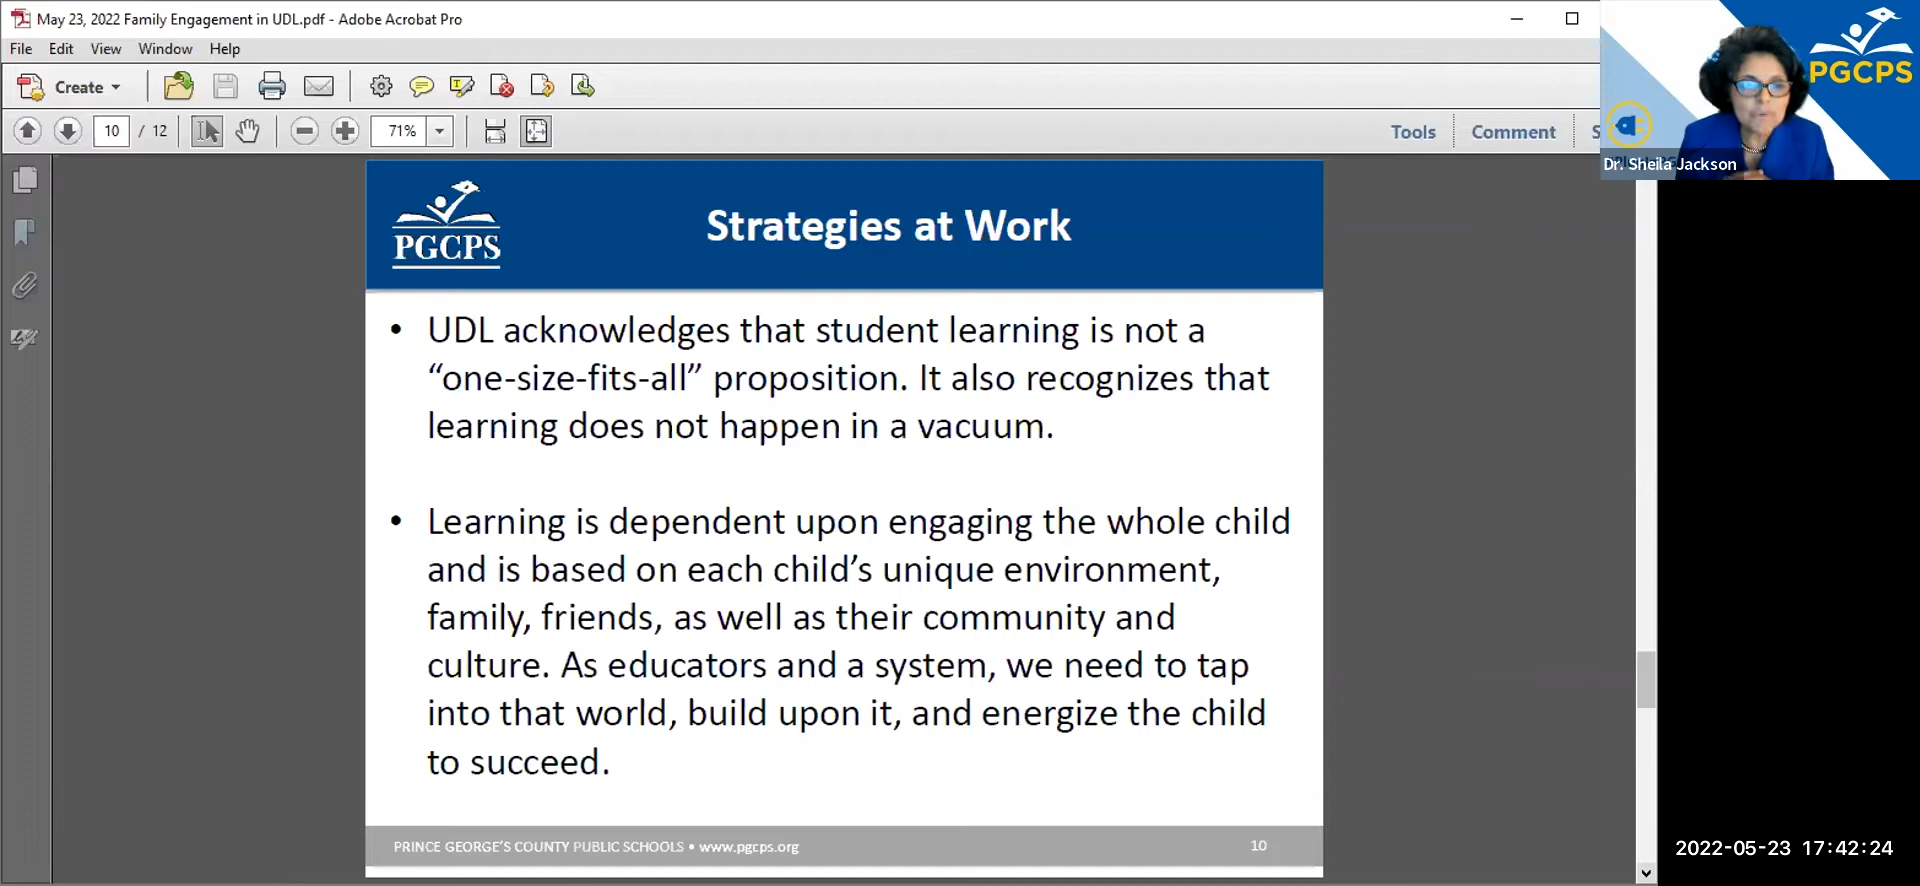 May 23, 2022 Family Engagement in UDL.pdf - Adobe Acrobat Pro
File Edit View Window Help
Create
10 / 12
71%
Tools Comment S
PGCPS
Dr. Sheila Jackson
PGCPS
Strategies at Work
• UDL acknowledges that student learning is not a
“one-size-fits-all” proposition. It also recognizes that
learning does not happen in a vacuum.
• Learning is dependent upon engaging the whole child
and is based on each child’s unique environment,
family, friends, as well as their community and
culture. As educators and a system, we need to tap
into that world, build upon it, and energize the child
to succeed.
PRINCE GEORGE’S COUNTY PUBLIC SCHOOLS • www.pgcps.org
10
2022-05-23 17:42:24